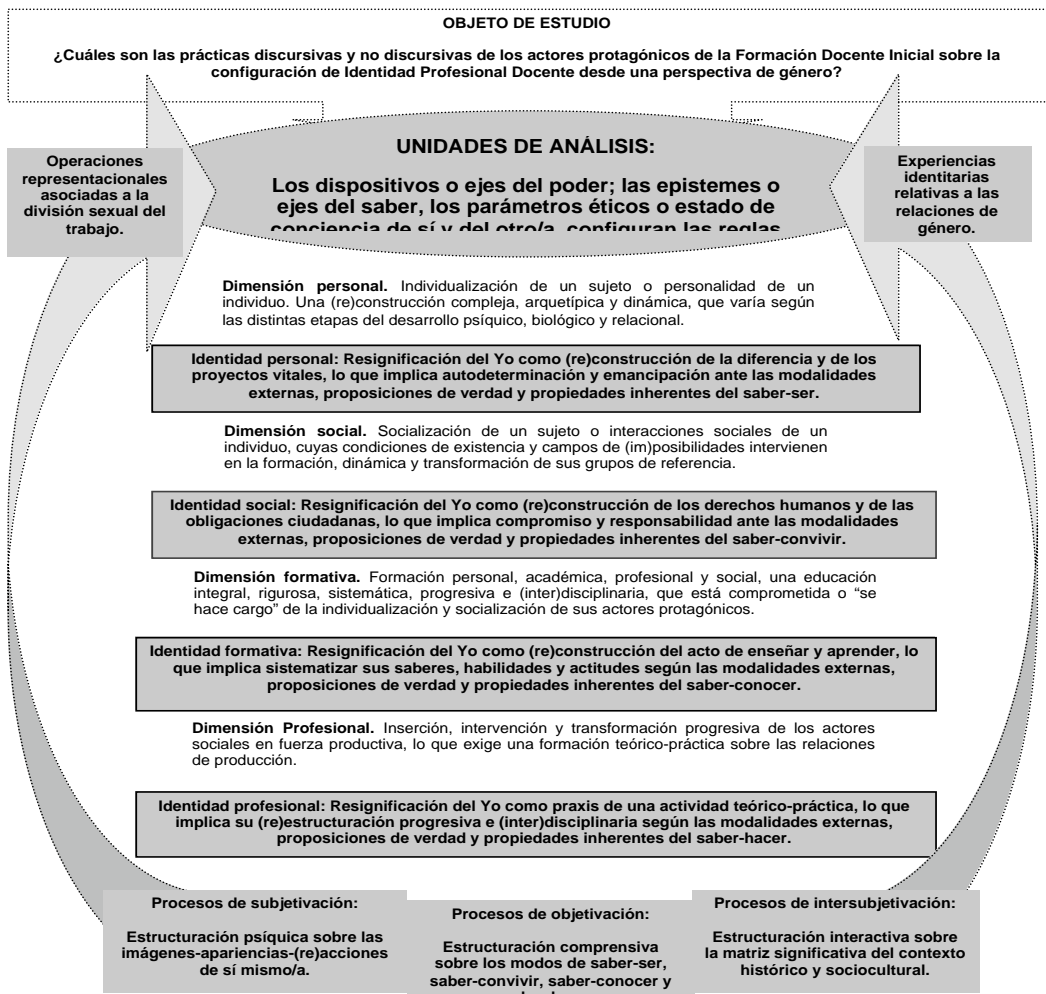 OBJETO DE ESTUDIO
¿Cuáles son las prácticas discursivas y no discursivas de los actores protagónicos de la Formación Docente Inicial sobre la
configuración de Identidad Profesional Docente desde una perspectiva de género?
Operaciones
representacionales
asociadas a la
división sexual del
trabajo.
UNIDADES DE ANÁLISIS:
Los dispositivos o ejes del poder; las epistemes o
ejes del saber, los parámetros éticos o estado de
conciencia de sí y del otro/a, configuran las reglas
Experiencias
identitarias
relativas a las
relaciones de
género.
Dimensión personal. Individualización de un sujeto o personalidad de un
individuo. Una (re)construcción compleja, arquetípica y dinámica, que varía según
las distintas etapas del desarrollo psíquico, biológico y relacional.
Identidad personal: Resignificación del Yo como (re)construcción de la diferencia y de los
proyectos vitales, lo que implica autodeterminación y emancipación ante las modalidades
externas, proposiciones de verdad y propiedades inherentes del saber-ser.
Dimensión social. Socialización de un sujeto o interacciones sociales de un
individuo, cuyas condiciones de existencia y campos de (im)posibilidades intervienen
en la formación, dinámica y transformación de sus grupos de referencia.
Identidad social: Resignificación del Yo como (re)construcción de los derechos humanos y de las
obligaciones ciudadanas, lo que implica compromiso y responsabilidad ante las modalidades
externas, proposiciones de verdad y propiedades inherentes del saber-convivir.
Dimensión formativa. Formación personal, académica, profesional y social, una educación
integral, rigurosa, sistemática, progresiva e (inter)disciplinaria, que está comprometida o “se
hace cargo” de la individualización y socialización de sus actores protagónicos.
Identidad formativa: Resignificación del Yo como (re)construcción del acto de enseñar y aprender, lo
que implica sistematizar sus saberes, habilidades y actitudes según las modalidades externas,
proposiciones de verdad y propiedades inherentes del saber-conocer.
Dimensión Profesional. Inserción, intervención y transformación progresiva de los actores
sociales en fuerza productiva, lo que exige una formación teórico-práctica sobre las relaciones
de producción.
Identidad profesional: Resignificación del Yo como praxis de una actividad teórico-práctica, lo que
implica su (re)estructuración progresiva e (inter)disciplinaria según las modalidades externas,
proposiciones de verdad y propiedades inherentes del saber-hacer.
Procesos de subjetivación:
Estructuración psíquica sobre las
imágenes-apariencias-(re)acciones
de sí mismo/a.
Procesos de objetivación:
Estructuración comprensiva
sobre los modos de saber-ser,
saber-convivir, saber-conocer y
Procesos de intersubjetivación:
Estructuración interactiva sobre
la matriz significativa del contexto
histórico y sociocultural.